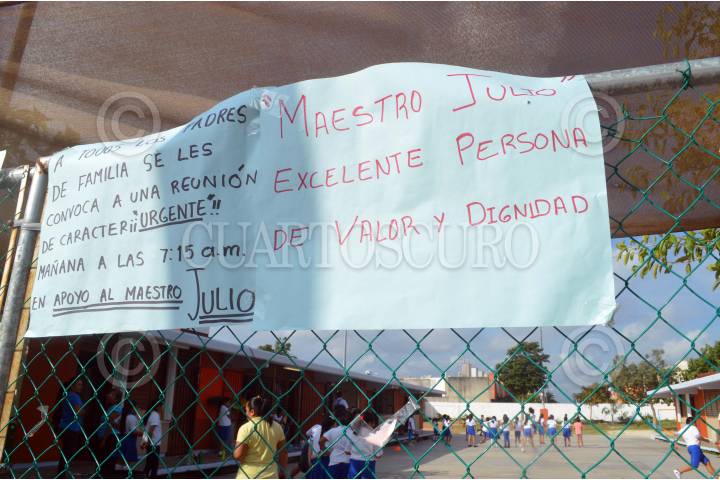 A TODOS LOS PADRES
DE FAMILIA SE LES
CONVOCA A UNA REUNIÓN
DE CARACTER ¡¡URGENTE"!!
MAÑANA A LAS 7:15 a.m.
EN APOYO AL MAESTRO JULIO
"MAESTRO JULIO"
EXCELENTE PERSONA
DE VALOR Y DIGNIDAD
CUARTOSCURO